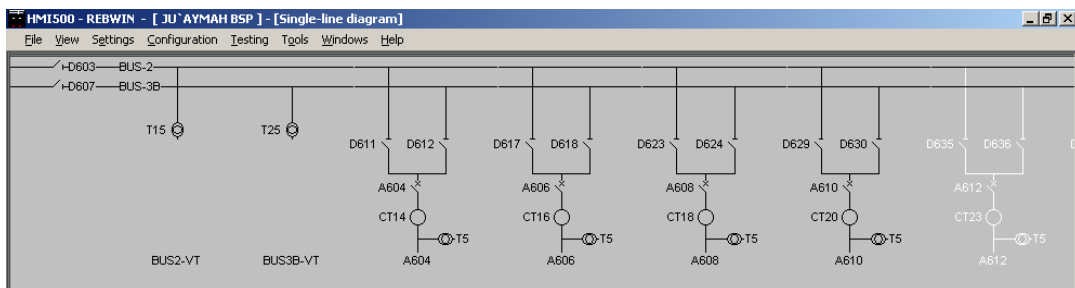 HMI500 - REBWIN - [ JU`AYMAH BSP ] - [Single-line diagram]
File View Settings Configuration Testing Tools Windows Help
D603 BUS-2
D607 BUS-3B
T15 T25
D611 D612 D617 D618 D623 D624 D629 D630 D635 D636
A604 A606 A608 A610 A612
CT14 CT16 CT18 CT20 CT23
T5 T5 T5 T5 T5
BUS2-VT BUS3B-VT A604 A606 A608 A610 A612